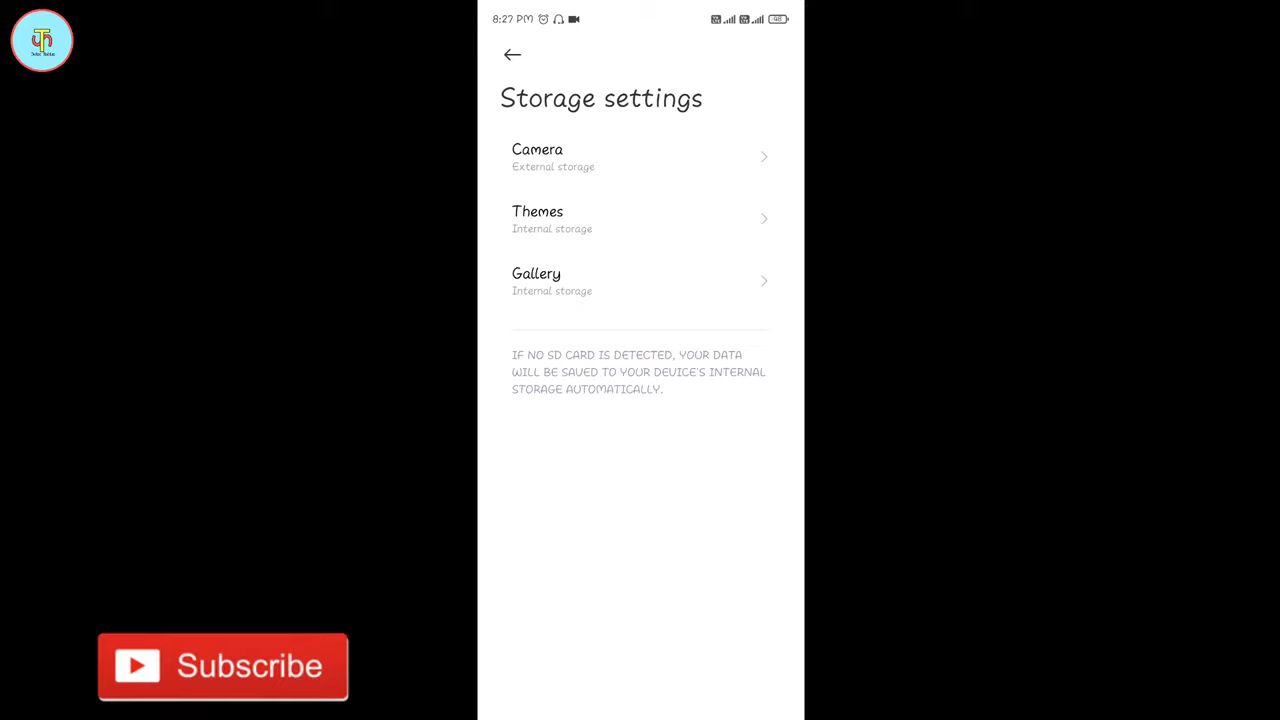 8:27 PM
48
Storage settings
Camera
External storage
Themes
Internal storage
Gallery
Internal storage
IF NO SD CARD IS DETECTED, YOUR DATA
WILL BE SAVED TO YOUR DEVICE'S INTERNAL
STORAGE AUTOMATICALLY.
Subscribe